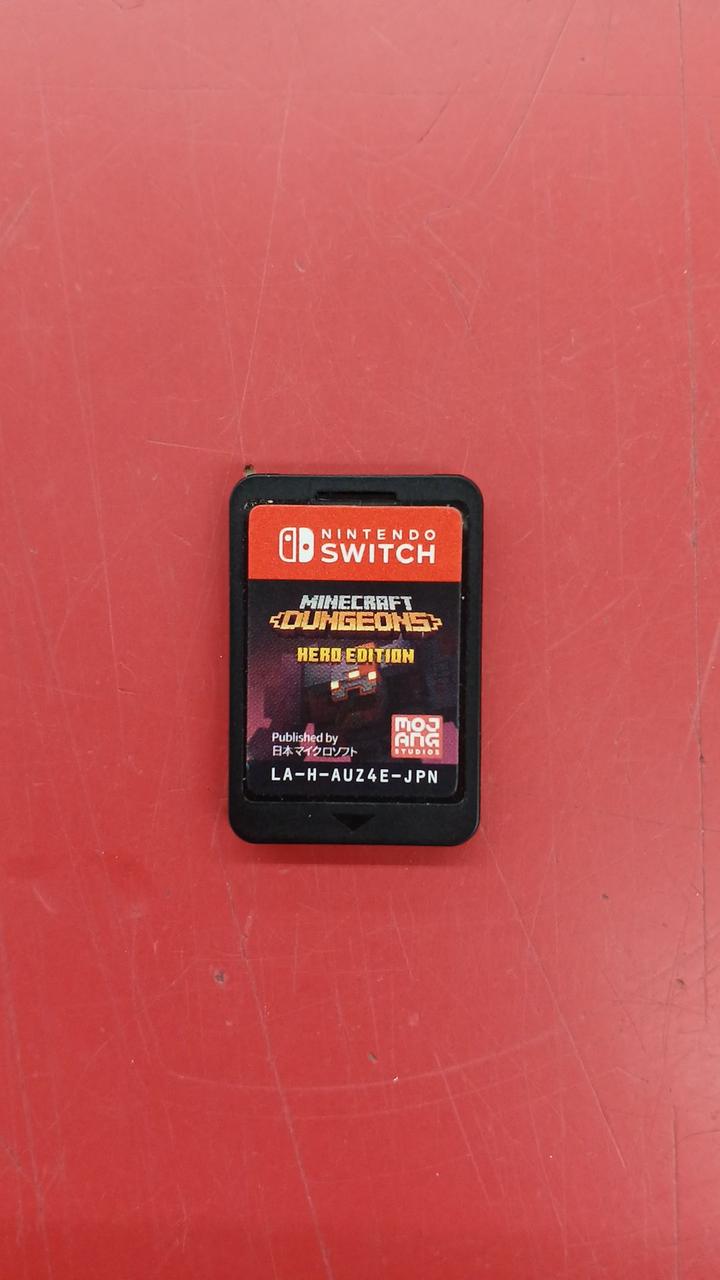 NINTENDO
SWITCH
MINECRAFT
DUNGEONS
HERO EDITION
Published by
日本マイクロソフト
MOJ
ANG
STUDIOS
LA-H-AUZ4E-JPN